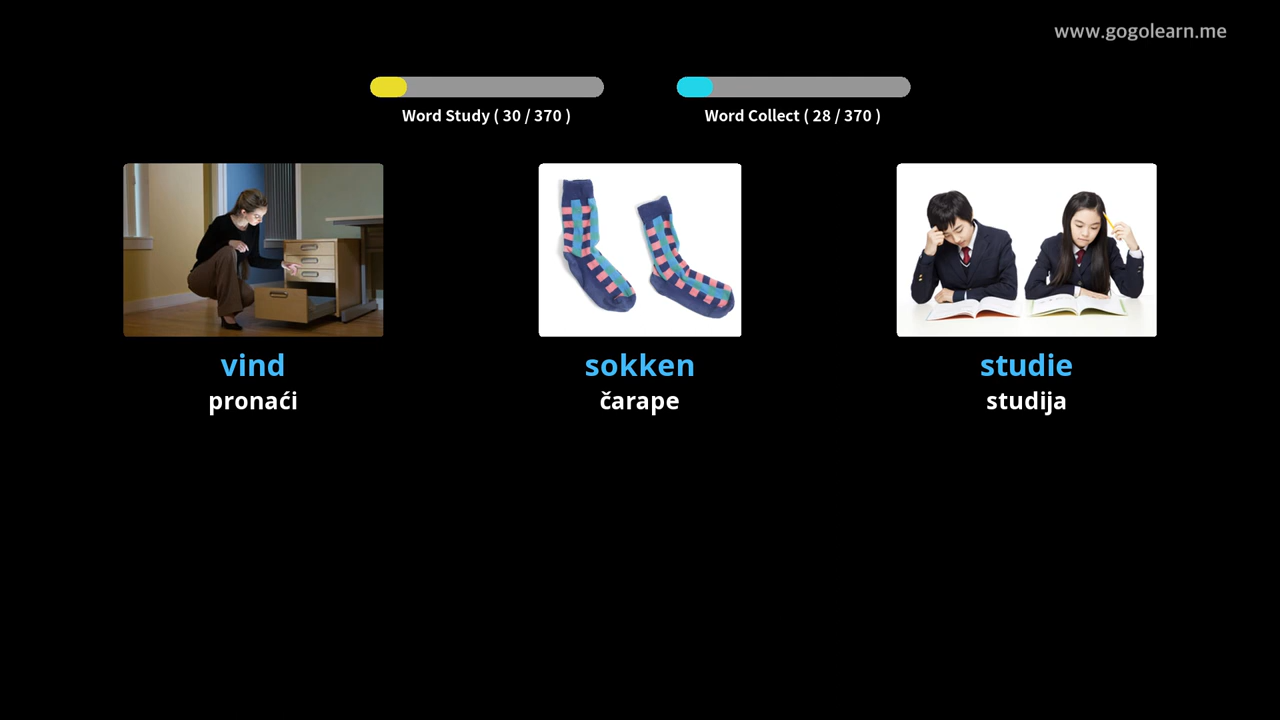 www.gogolearn.me
Word Study ( 30 / 370 )
Word Collect ( 28 / 370 )
vind
pronaći
sokken
čarape
studie
studija